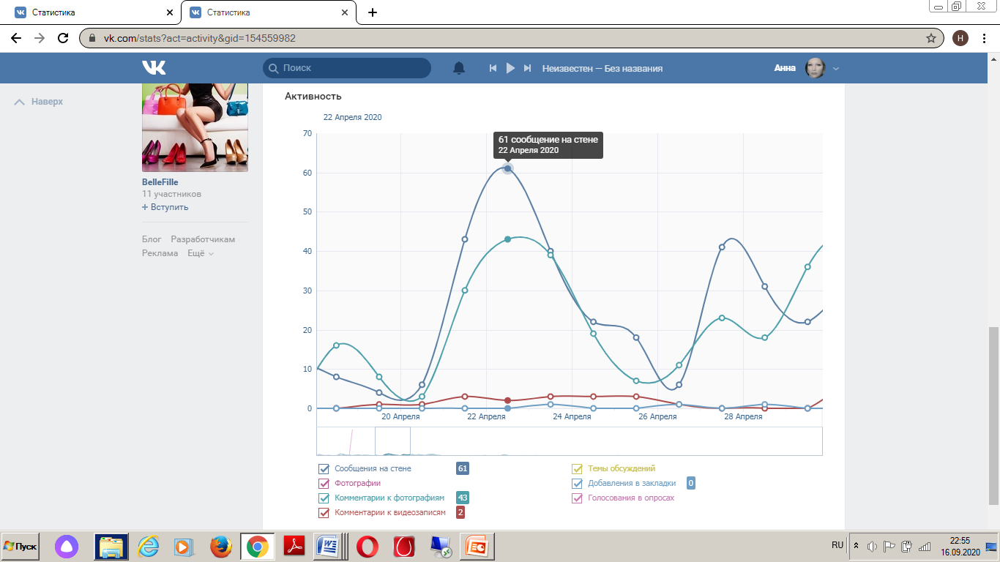 Статистика
Статистика
vk.com/stats?act=activity&gid=154559982
Н
Поиск
Неизвестен — Без названия
Анна
Наверх
BelleFille
11 участников
+ Вступить
Блог Разработчикам
Реклама Ещё
Активность
22 Апреля 2020
61 сообщение на стене
22 Апреля 2020
70
60
50
40
30
20
10
0
20 Апреля 22 Апреля 24 Апреля 26 Апреля 28 Апреля
Сообщения на стене 61
Фотографии
Комментарии к фотографиям 43
Комментарии к видеозаписям 2
Темы обсуждений
Добавления в закладки 0
Голосования в опросах
Пуск
RU
22:55
16.09.2020